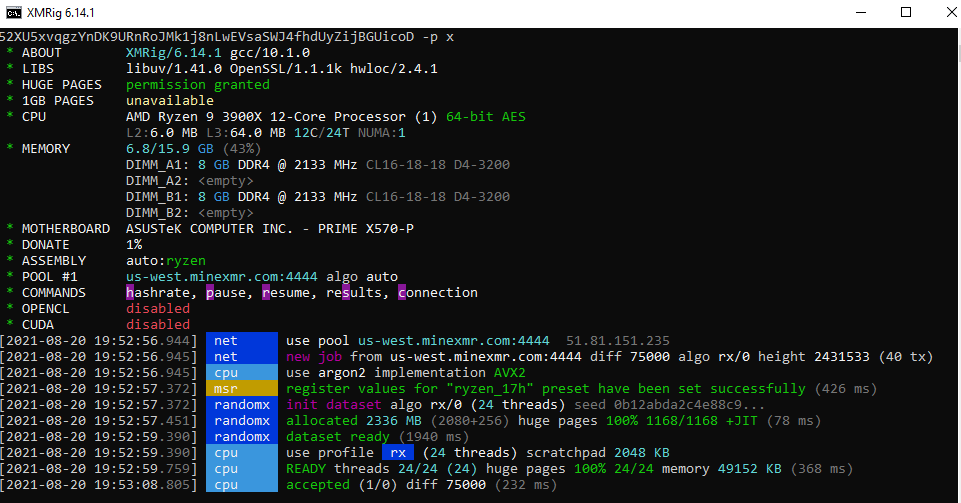 XMRig 6.14.1
52XU5xvqgzYnDK9URnRoJMk1j8nLwEVsaSWJ4fhdUyZijBGUicoD -p x
* ABOUT XMRig/6.14.1 gcc/10.1.0
* LIBS libuv/1.41.0 OpenSSL/1.1.1k hwloc/2.4.1
* HUGE PAGES permission granted
* 1GB PAGES unavailable
* CPU AMD Ryzen 9 3900X 12-Core Processor (1) 64-bit AES
L2:6.0 MB L3:64.0 MB 12C/24T NUMA:1
* MEMORY 6.8/15.9 GB (43%)
DIMM_A1: 8 GB DDR4 @ 2133 MHz CL16-18-18 D4-3200
DIMM_A2: <empty>
DIMM_B1: 8 GB DDR4 @ 2133 MHz CL16-18-18 D4-3200
DIMM_B2: <empty>
* MOTHERBOARD ASUSTeK COMPUTER INC. - PRIME X570-P
* DONATE 1%
* ASSEMBLY auto:ryzen
* POOL #1 us-west.minexmr.com:4444 algo auto
* COMMANDS hashrate, pause, resume, results, connection
* OPENCL disabled
* CUDA disabled
[2021-08-20 19:52:56.944] net use pool us-west.minexmr.com:4444 51.81.151.235
[2021-08-20 19:52:56.945] net new job from us-west.minexmr.com:4444 diff 75000 algo rx/0 height 2431533 (40 tx)
[2021-08-20 19:52:56.945] cpu use argon2 implementation AVX2
[2021-08-20 19:52:57.372] msr register values for "ryzen_17h" preset have been set successfully (426 ms)
[2021-08-20 19:52:57.372] randomx init dataset algo rx/0 (24 threads) seed 0b12abda2c4e88c9...
[2021-08-20 19:52:57.451] randomx allocated 2336 MB (2080+256) huge pages 100% 1168/1168 +JIT (78 ms)
[2021-08-20 19:52:59.390] randomx dataset ready (1940 ms)
[2021-08-20 19:52:59.390] cpu use profile rx (24 threads) scratchpad 2048 KB
[2021-08-20 19:52:59.759] cpu READY threads 24/24 (24) huge pages 100% 24/24 memory 49152 KB (368 ms)
[2021-08-20 19:53:08.805] cpu accepted (1/0) diff 75000 (232 ms)